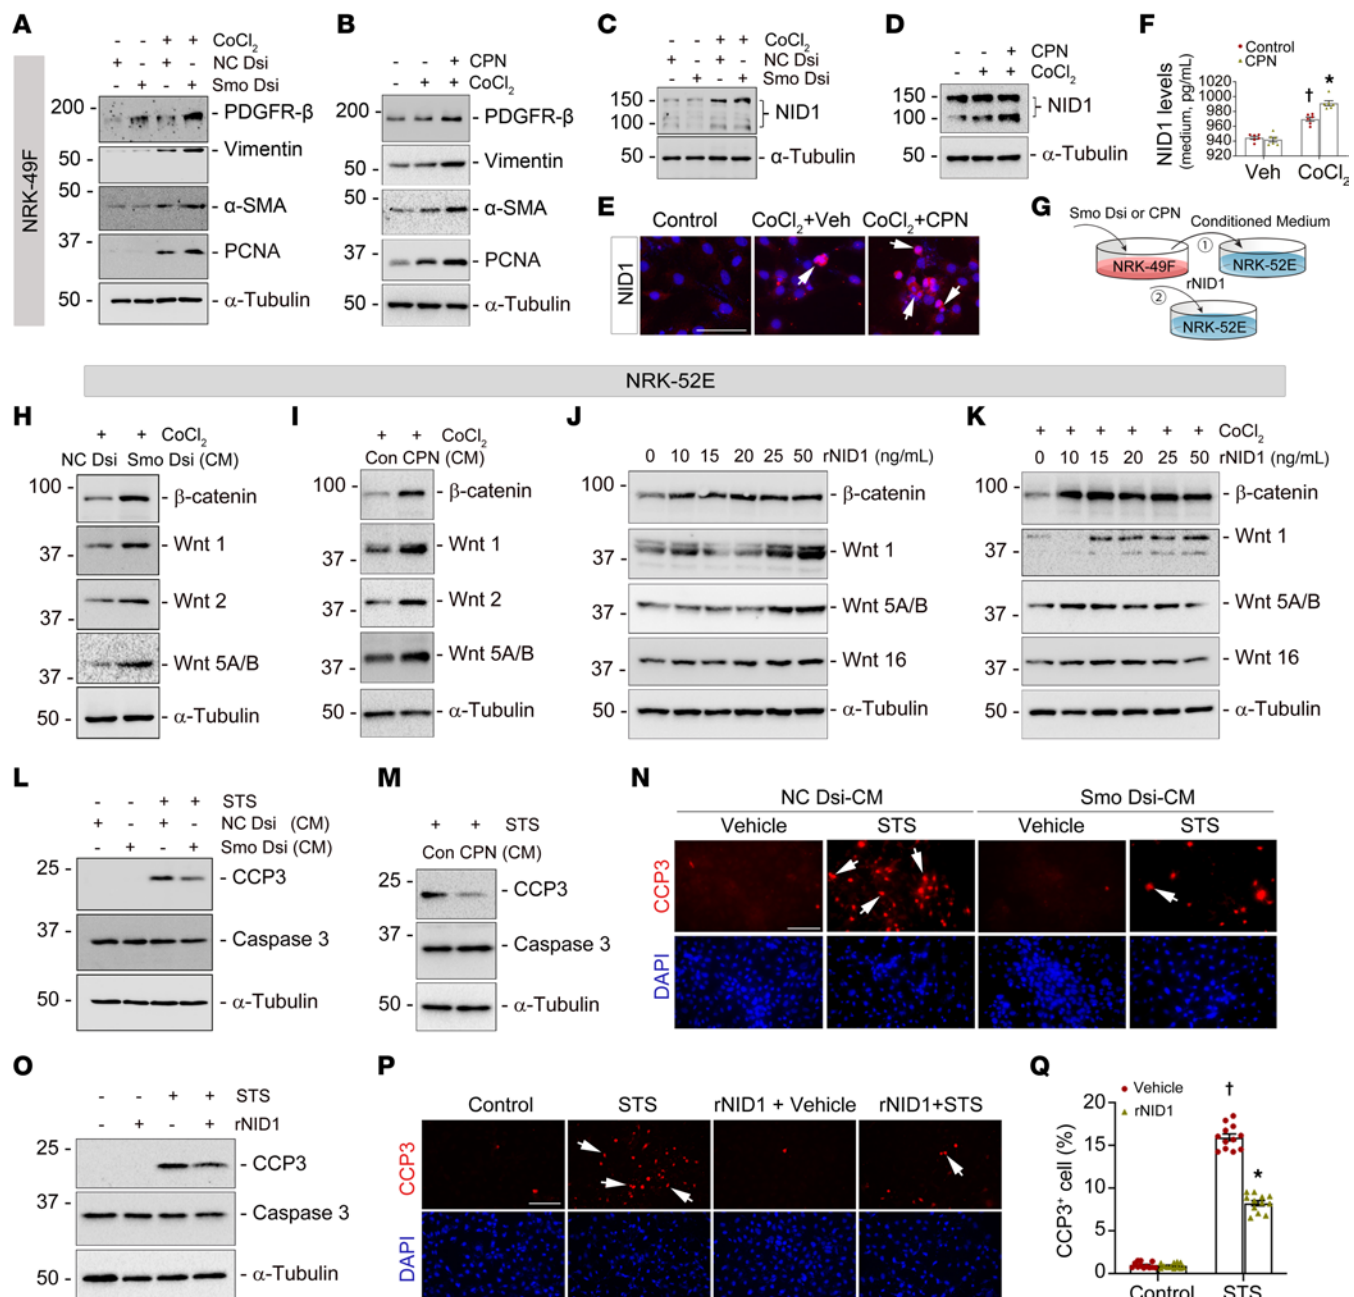 A
- - + + CoCl2
+ - + - NC Dsi
- + - + Smo Dsi
NRK-49F
200 - - PDGFR-β
50 - - Vimentin
50 - - α-SMA
37 - - PCNA
50 - - α-Tubulin
B
- - + CPN
- + + CoCl2
200 - - PDGFR-β
50 - - Vimentin
50 - - α-SMA
37 - - PCNA
50 - - α-Tubulin
C
- - + + CoCl2
+ - + - NC Dsi
- + - + Smo Dsi
150 -
100 - NID1
50 - - α-Tubulin
D
- - + CPN
- + + CoCl2
150 -
100 - NID1
50 - - α-Tubulin
E
Control CoCl2+Veh CoCl2+CPN
NID1
F
Control
CPN
NID1 levels
(medium, pg/mL)
1020
1000
980
960
940
920
† *
Veh CoCl2
G
Smo Dsi or CPN Conditioned Medium
①
NRK-49F NRK-52E
rNID1
②
NRK-52E
NRK-52E
H
+ + CoCl2
NC Dsi Smo Dsi (CM)
100 - - β-catenin
37 - - Wnt 1
37 - - Wnt 2
37 - - Wnt 5A/B
50 - - α-Tubulin
I
+ + CoCl2
Con CPN (CM)
100 - - β-catenin
37 - - Wnt 1
37 - - Wnt 2
37 - - Wnt 5A/B
50 - - α-Tubulin
J
0 10 15 20 25 50 rNID1 (ng/mL)
100 - - β-catenin
37 - - Wnt 1
37 - - Wnt 5A/B
37 - - Wnt 16
50 - - α-Tubulin
K
+ + + + + + CoCl2
0 10 15 20 25 50 rNID1 (ng/mL)
100 - - β-catenin
37 - - Wnt 1
37 - - Wnt 5A/B
37 - - Wnt 16
50 - - α-Tubulin
L
- - + + STS
+ - + - NC Dsi (CM)
- + - + Smo Dsi (CM)
25 - - CCP3
37 - - Caspase 3
50 - - α-Tubulin
M
+ + STS
Con CPN (CM)
25 - - CCP3
37 - - Caspase 3
50 - - α-Tubulin
N
NC Dsi-CM Smo Dsi-CM
Vehicle STS Vehicle STS
CCP3
DAPI
O
- - + + STS
- + - + rNID1
25 - - CCP3
37 - - Caspase 3
50 - - α-Tubulin
P
Control STS rNID1 + Vehicle rNID1+STS
CCP3
DAPI
Q
Vehicle
rNID1
CCP3+ cell (%)
20
15
10
5
0
†
*
Control STS